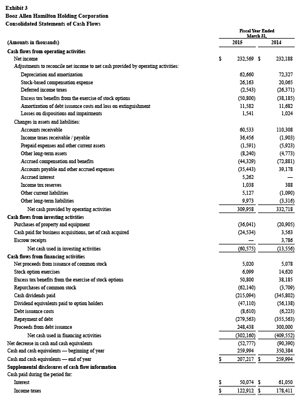 Exhibit 3
Booz Allen Hamilton Holding Corporation
Consolidated Statements of Cash Flows
Fiscal Year Ended
March 31,
(Amounts in thousands) 2015 2014
Cash flows from operating activities
Net income $ 232,569 $ 232,188
Adjustments to reconcile net income to net cash provided by operating activities:
Depreciation and amortization 62,660 72,327
Stock-based compensation expense 26,163 20,065
Deferred income taxes (2,543) (26,371)
Excess tax benefits from the exercise of stock options (50,800) (38,185)
Amortization of debt issuance costs and loss on extinguishment 11,582 11,682
Losses on dispositions and impairments 1,541 1,024
Changes in assets and liabilities:
Accounts receivable 60,533 110,308
Income taxes receivable / payable 36,456 (1,903)
Prepaid expenses and other current assets (1,591) (5,923)
Other long-term assets (8,240) (4,773)
Accrued compensation and benefits (44,329) (72,881)
Accounts payable and other accrued expenses (35,443) 39,178
Accrued interest 5,262 —
Income tax reserves 1,038 388
Other current liabilities 5,127 (1,090)
Other long-term liabilities 9,973 (3,316)
Net cash provided by operating activities 309,958 332,718
Cash flows from investing activities
Purchases of property and equipment (36,041) (20,905)
Cash paid for business acquisitions, net of cash acquired (24,534) 3,563
Escrow receipts — 3,786
Net cash used in investing activities (60,575) (13,556)
Cash flows from financing activities
Net proceeds from issuance of common stock 5,020 5,078
Stock option exercises 6,099 14,620
Excess tax benefits from the exercise of stock options 50,800 38,185
Repurchases of common stock (62,140) (3,709)
Cash dividends paid (215,094) (345,802)
Dividend equivalents paid to option holders (47,110) (56,138)
Debt issuance costs (8,610) (6,223)
Repayment of debt (279,563) (355,563)
Proceeds from debt issuance 248,438 300,000
Net cash used in financing activities (302,160) (409,552)
Net decrease in cash and cash equivalents (52,777) (90,390)
Cash and cash equivalents — beginning of year 259,994 350,384
Cash and cash equivalents — end of year $ 207,217 $ 259,994
Supplemental disclosures of cash flow information
Cash paid during the period for:
Interest $ 50,074 $ 61,050
Income taxes $ 122,912 $ 178,411